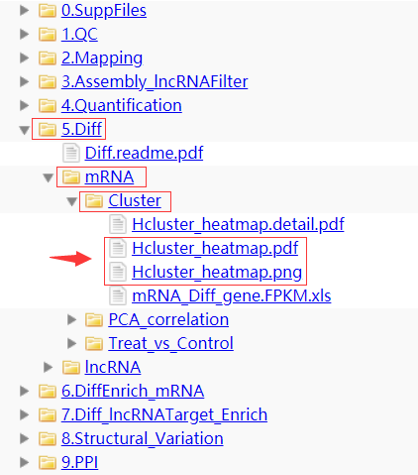 0.SuppFiles
1.QC
2.Mapping
3.Assembly_lncRNAFilter
4.Quantification
5.Diff
Diff.readme.pdf
mRNA
Cluster
Hcluster_heatmap.detail.pdf
Hcluster_heatmap.pdf
Hcluster_heatmap.png
mRNA_Diff_gene.FPKM.xls
PCA_correlation
Treat_vs_Control
lncRNA
6.DiffEnrich_mRNA
7.Diff_lncRNATarget_Enrich
8.Structural_Variation
9.PPI